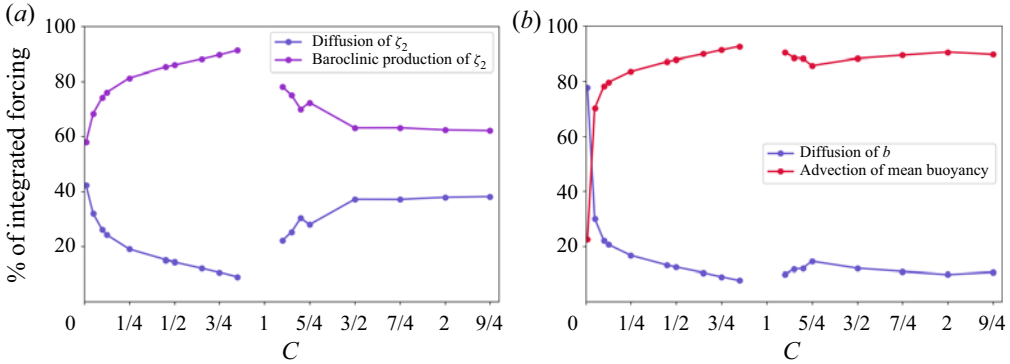 (a)
% of integrated forcing
100
80
60
40
20
0 1/4 1/2 3/4 1 5/4 3/2 7/4 2 9/4
C
Diffusion of ζ2
Baroclinic production of ζ2
(b)
100
80
60
40
20
0 1/4 1/2 3/4 1 5/4 3/2 7/4 2 9/4
C
Diffusion of b
Advection of mean buoyancy